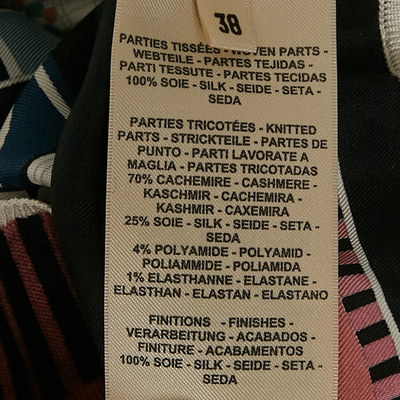 38
PARTIES TISSÉES - WOVEN PARTS -
WEBTEILE - PARTES TEJIDAS -
PARTI TESSUTE - PARTES TECIDAS
100% SOIE - SILK - SEIDE - SETA -
SEDA
PARTIES TRICOTÉES - KNITTED
PARTS - STRICKTEILE - PARTES DE
PUNTO - PARTI LAVORATE A
MAGLIA - PARTES TRICOTADAS
70% CACHEMIRE - CASHMERE -
KASCHMIR - CACHEMIRA -
KASHMIR - CAXEMIRA
25% SOIE - SILK - SEIDE - SETA -
SEDA
4% POLYAMIDE - POLYAMID -
POLIAMMIDE - POLIAMIDA
1% ELASTHANNE - ELASTANE -
ELASTHAN - ELASTAN - ELASTANO
FINITIONS - FINISHES -
VERARBEITUNG - ACABADOS -
FINITURE - ACABAMENTOS
100% SOIE - SILK - SEIDE - SETA -
SEDA